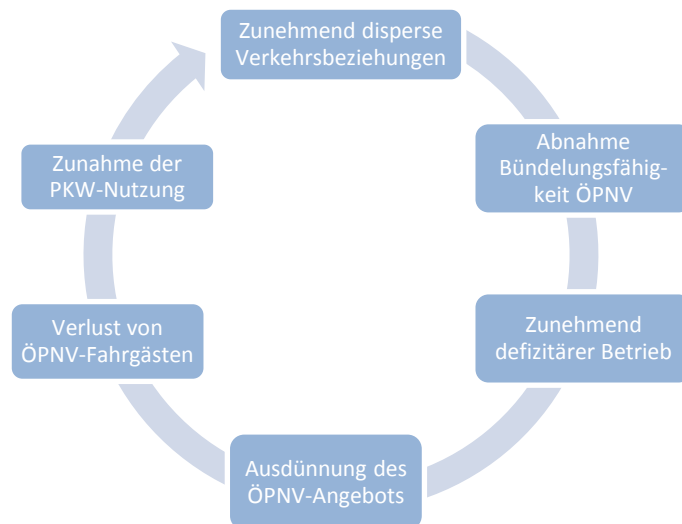 Zunehmend disperse
Verkehrsbeziehungen
Abnahme
Bündelungsfähig-
keit ÖPNV
Zunehmend
defizitärer Betrieb
Ausdünnung des
ÖPNV-Angebots
Verlust von
ÖPNV-Fahrgästen
Zunahme der
PKW-Nutzung